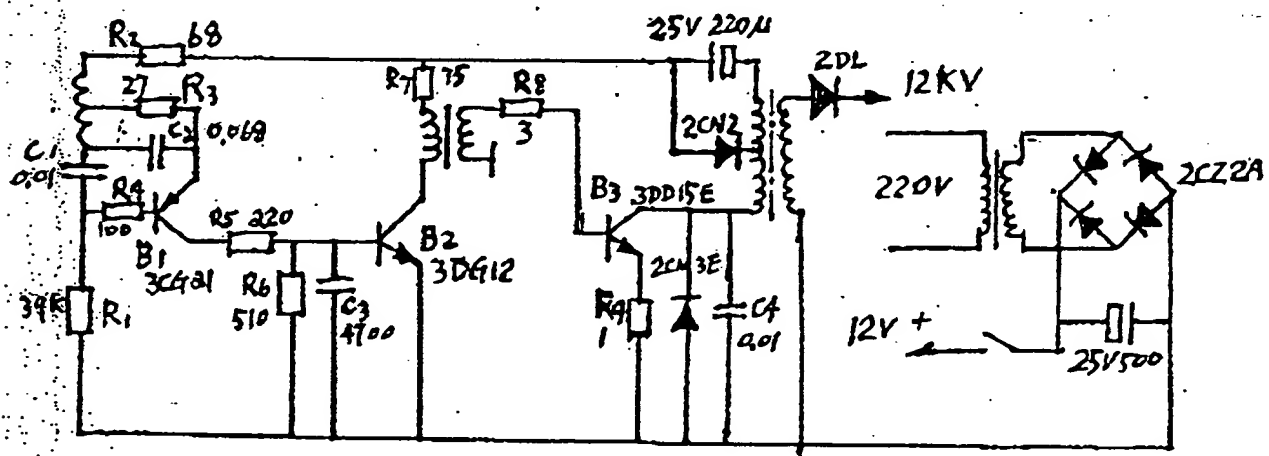 R2 68
27 R3
C2 0.068
C1
0.01
R4
100
B1
3CG21
39K R1
R5 220
R6
510
C3
4700
R7 75
B2
3DG12
R8
3
25V 220μ
2CN2
2DL
12KV
B3 3DD15E
2CN3E
R9
1
C4
0.01
220V
2CZ2A
12V +
25V500